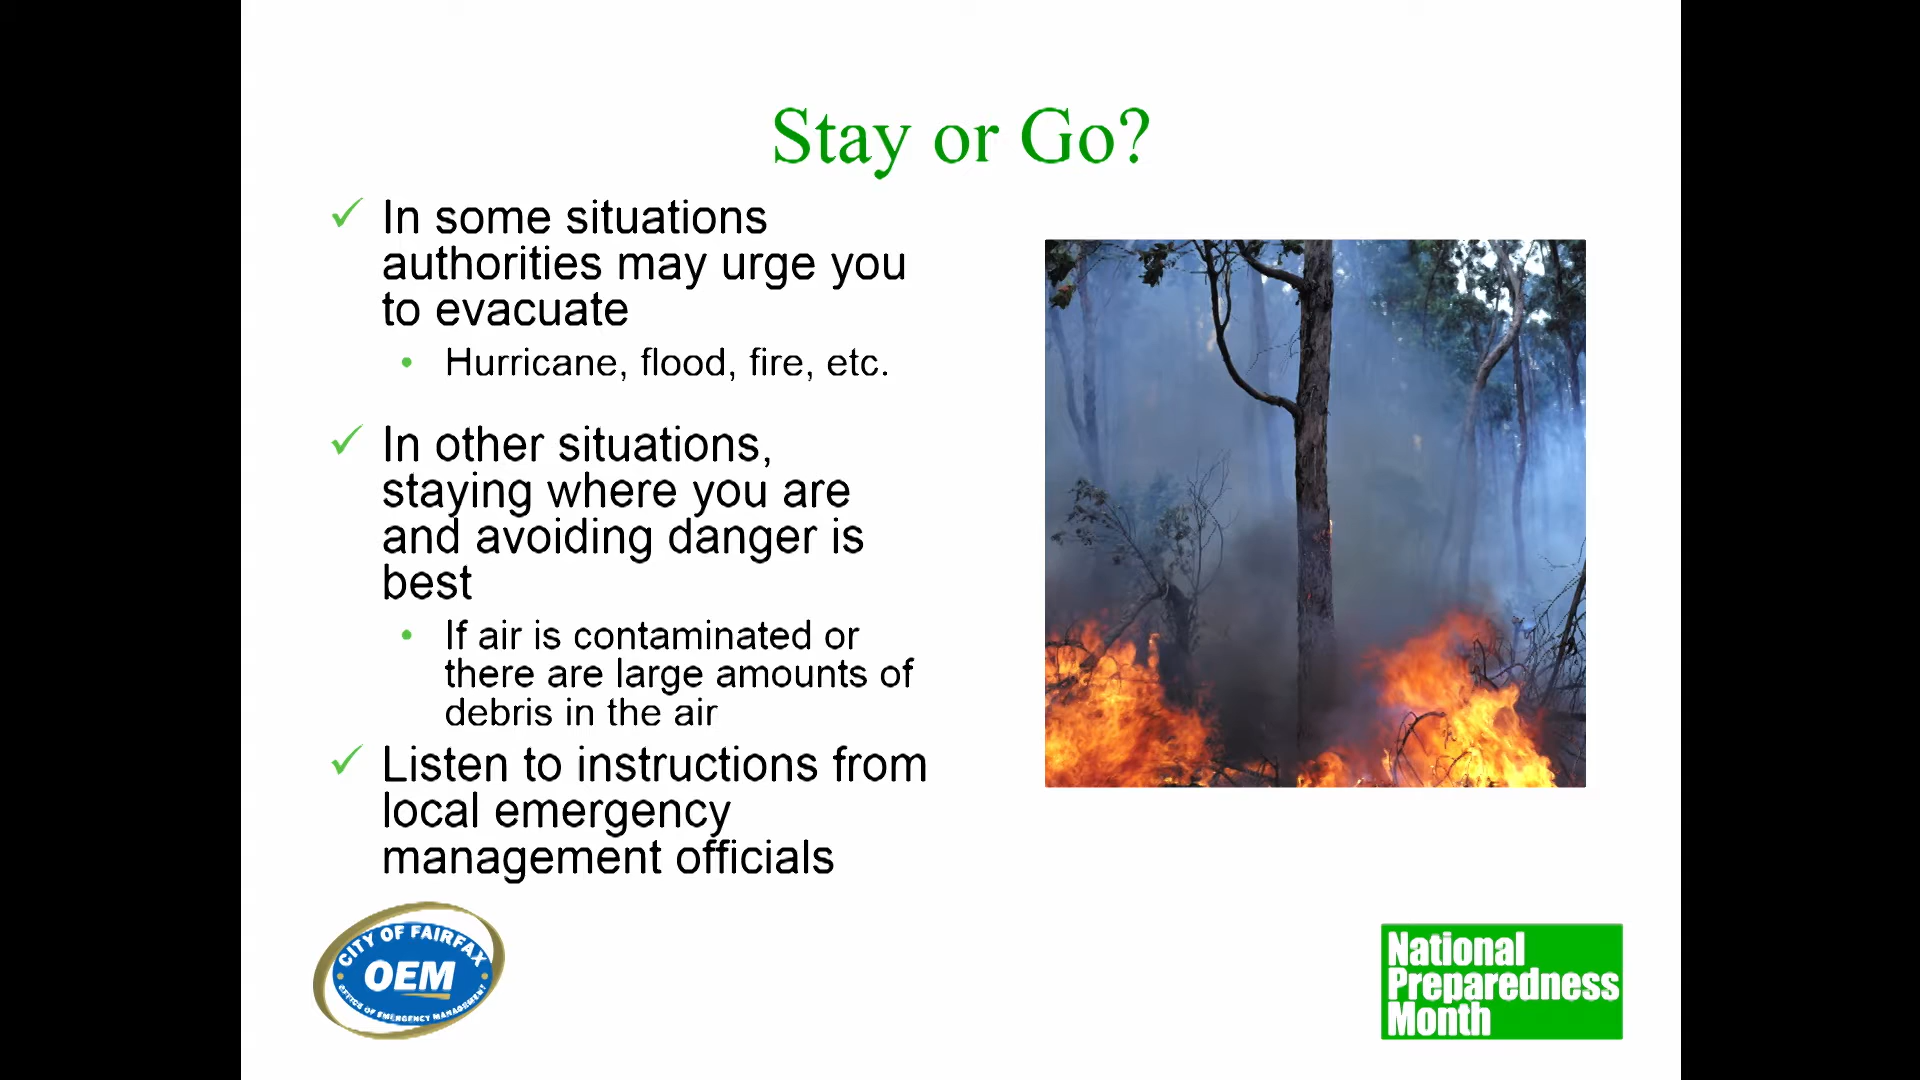 Stay or Go?
✓ In some situations
authorities may urge you
to evacuate
• Hurricane, flood, fire, etc.
✓ In other situations,
staying where you are
and avoiding danger is
best
• If air is contaminated or
there are large amounts of
debris in the air
✓ Listen to instructions from
local emergency
management officials
CITY OF FAIRFAX
OEM
OFFICE OF EMERGENCY MANAGEMENT
National
Preparedness
Month